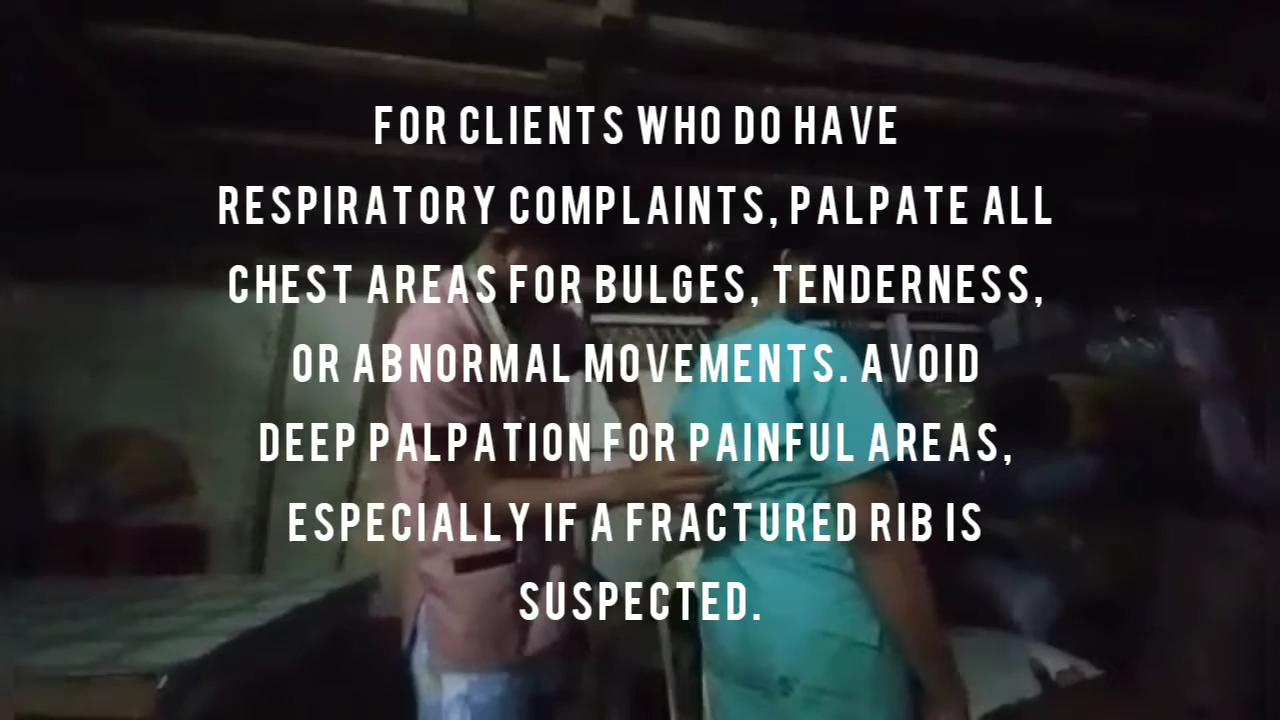 FOR CLIENTS WHO DO HAVE
RESPIRATORY COMPLAINTS, PALPATE ALL
CHEST AREAS FOR BULGES, TENDERNESS,
OR ABNORMAL MOVEMENTS. AVOID
DEEP PALPATION FOR PAINFUL AREAS,
ESPECIALLY IF A FRACTURED RIB IS
SUSPECTED.